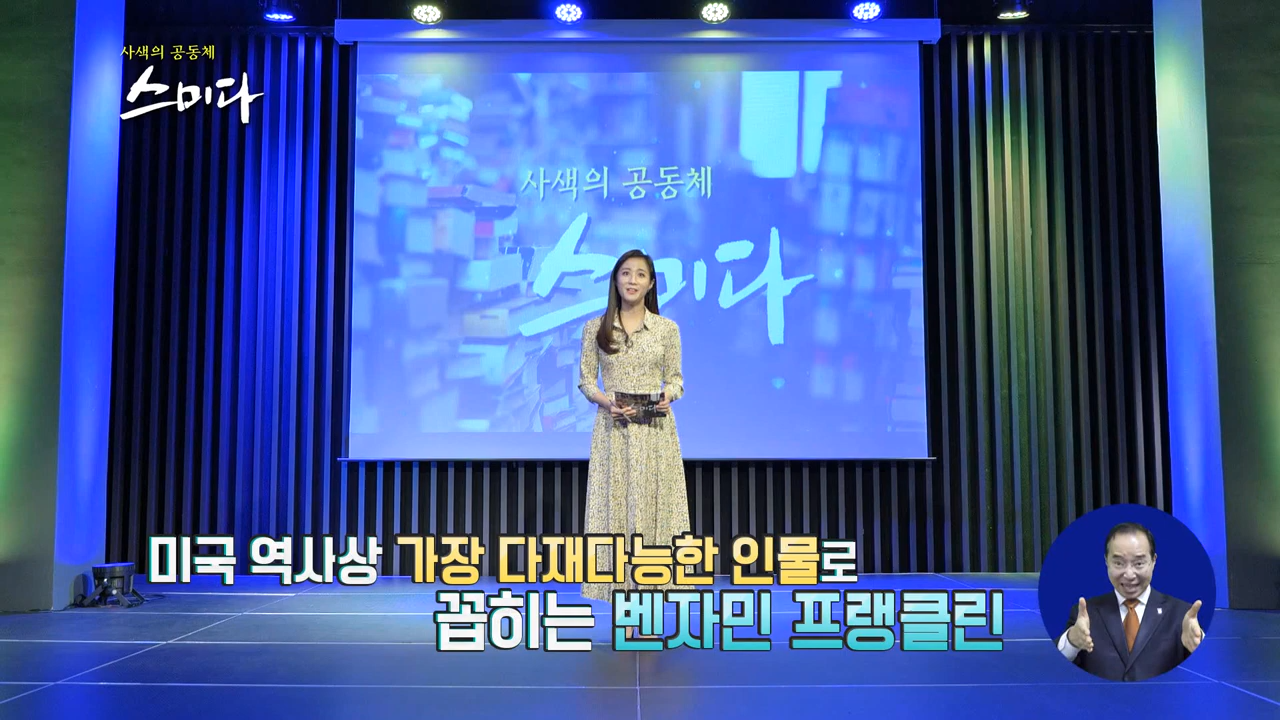 사색의 공동체
스미다
사색의 공동체
스미다
미국 역사상 가장 다재다능한 인물로
꼽히는 벤자민 프랭클린